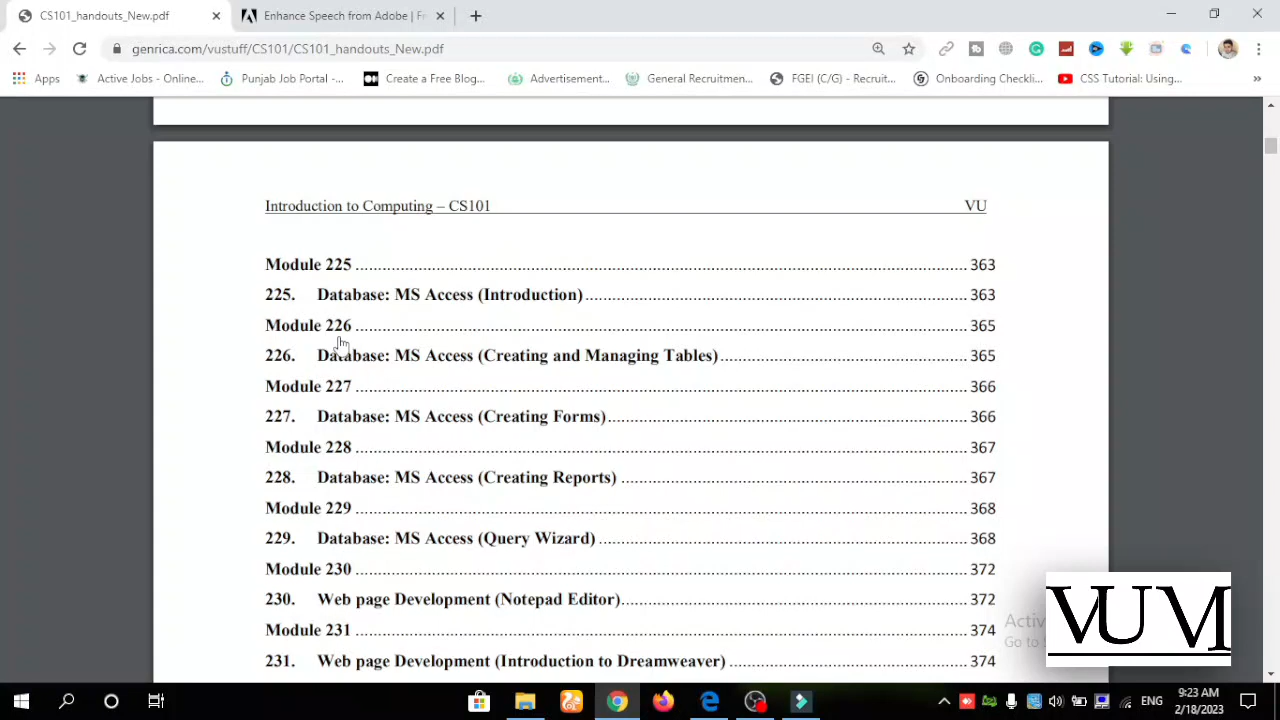 CS101_handouts_New.pdf
Enhance Speech from Adobe | Fr
genrica.com/vustuff/CS101/CS101_handouts_New.pdf
Apps
Active Jobs - Online...
Punjab Job Portal -...
Create a Free Blog...
Advertisement...
General Recruitmen...
FGEI (C/G) - Recruit...
Onboarding Checkli...
CSS Tutorial: Using...
Introduction to Computing – CS101 VU
Module 225 363
225. Database: MS Access (Introduction) 363
Module 226 365
226. Database: MS Access (Creating and Managing Tables) 365
Module 227 366
227. Database: MS Access (Creating Forms) 366
Module 228 367
228. Database: MS Access (Creating Reports) 367
Module 229 368
229. Database: MS Access (Query Wizard) 368
Module 230 372
230. Web page Development (Notepad Editor) 372
Module 231 374
231. Web page Development (Introduction to Dreamweaver) 374
Activ
Go to S
VUM
ENG
9:23 AM
2/18/2023